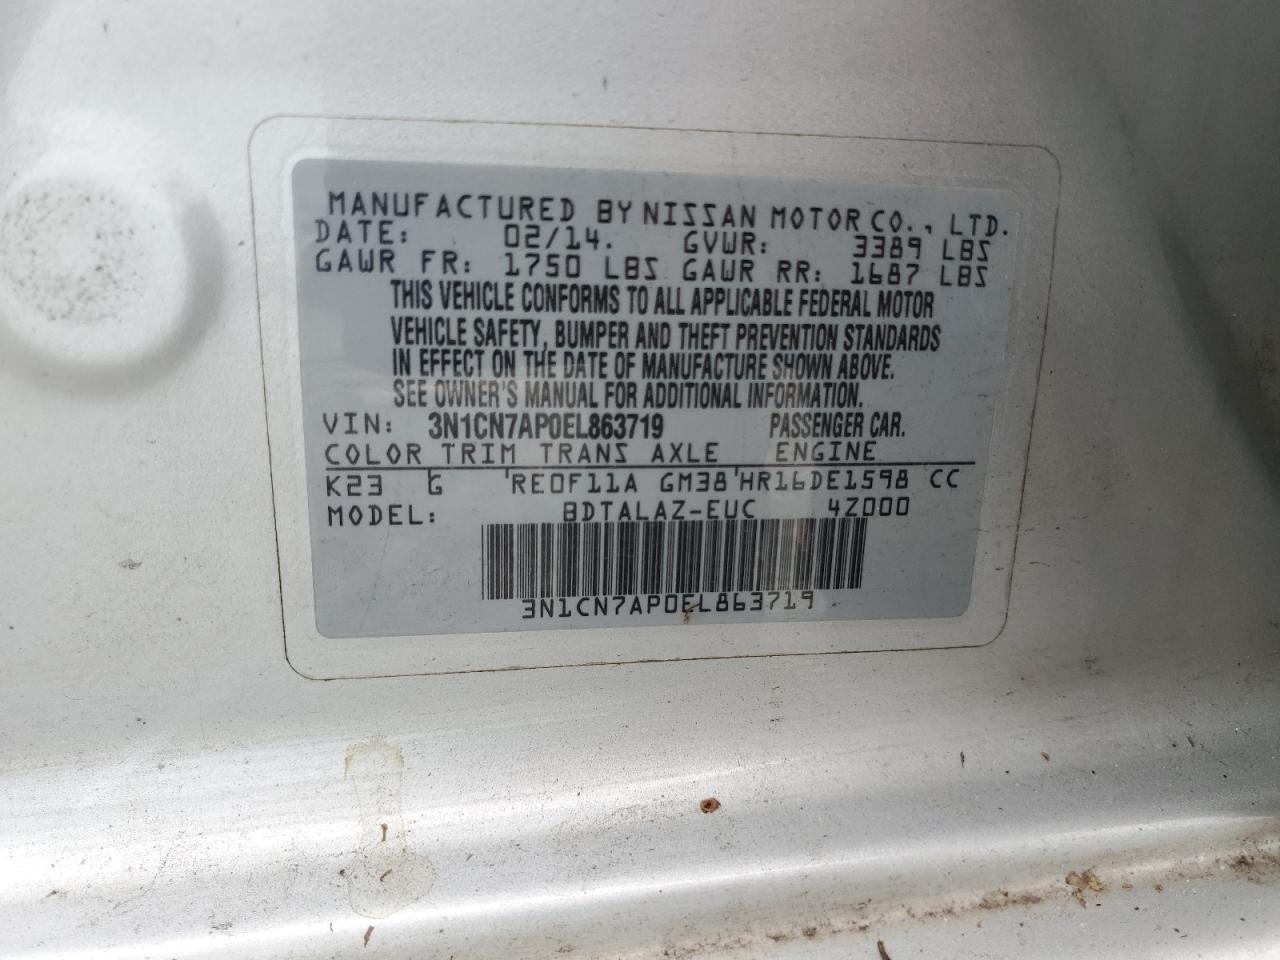 MANUFACTURED BY NISSAN MOTOR CO., LTD.
DATE: 02/14. GVWR: 3389 LBS
GAWR FR: 1750 LBS GAWR RR: 1687 LBS
THIS VEHICLE CONFORMS TO ALL APPLICABLE FEDERAL MOTOR
VEHICLE SAFETY, BUMPER AND THEFT PREVENTION STANDARDS
IN EFFECT ON THE DATE OF MANUFACTURE SHOWN ABOVE.
SEE OWNER'S MANUAL FOR ADDITIONAL INFORMATION.
VIN: 3N1CN7AP0EL863719 PASSENGER CAR.
COLOR TRIM TRANS AXLE ENGINE
K23 G RE0F11A GM38 HR16DE1598 CC
MODEL: BDTALAZ-EUC 4Z000
3N1CN7AP0EL863719